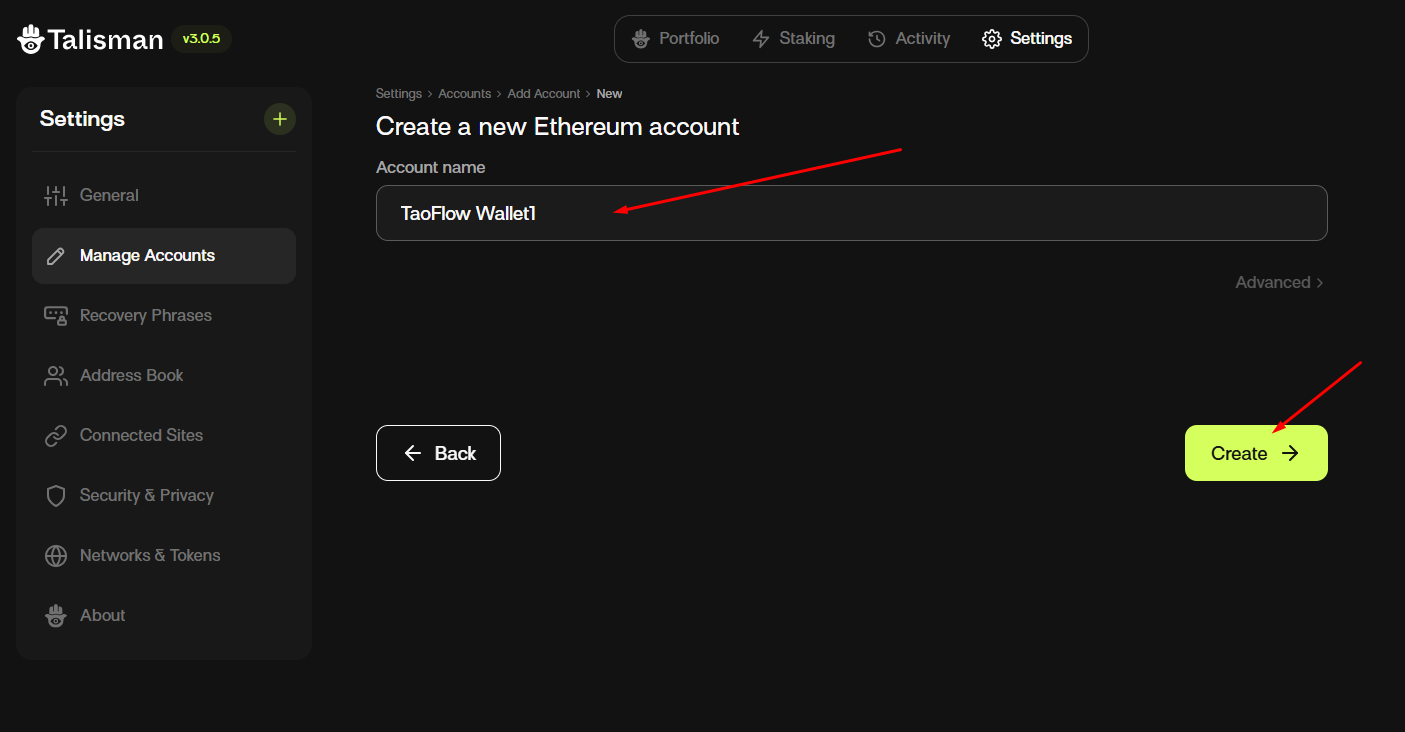 Talisman v3.0.5
Portfolio Staking Activity Settings
Settings
General
Manage Accounts
Recovery Phrases
Address Book
Connected Sites
Security & Privacy
Networks & Tokens
About
Settings > Accounts > Add Account > New
Create a new Ethereum account
Account name
TaoFlow Wallet1
Advanced >
Back
Create